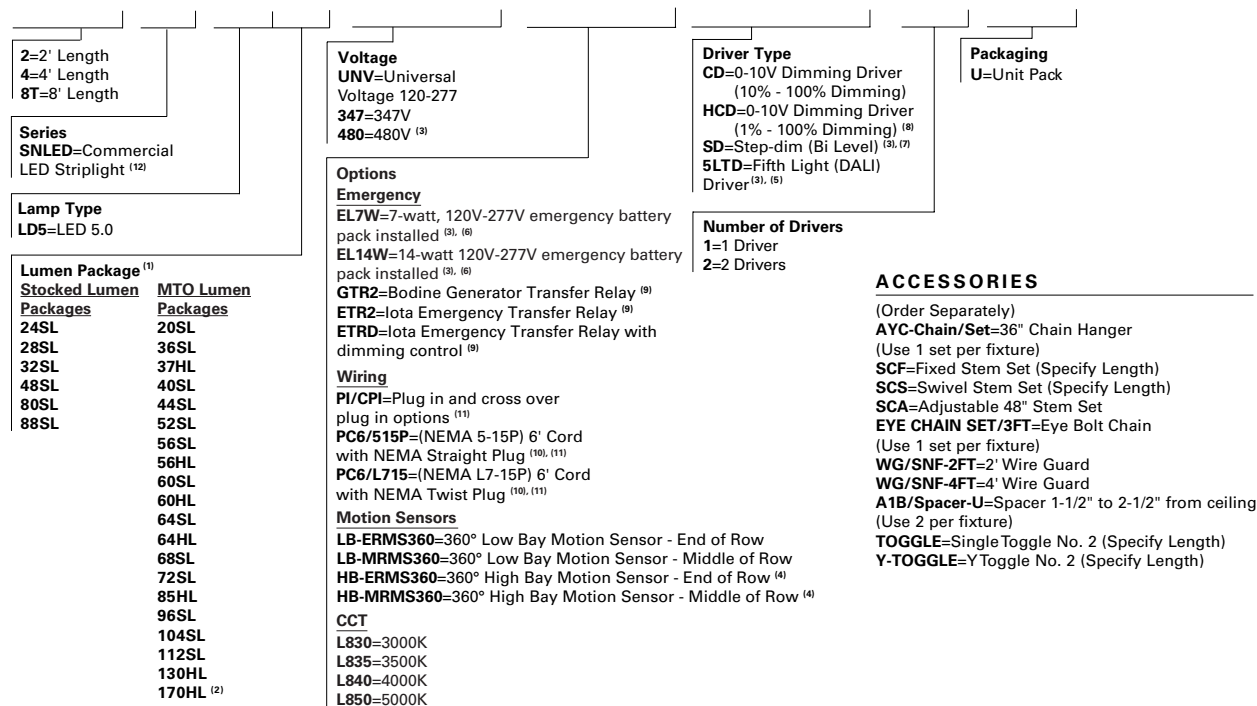 2=2' Length
4=4' Length
8T=8' Length
Series
SNLED=Commercial
LED Striplight (12)
Lamp Type
LD5=LED 5.0
Lumen Package (1)
Stocked Lumen
Packages
24SL
28SL
32SL
48SL
80SL
88SL
MTO Lumen
Packages
20SL
36SL
37HL
40SL
44SL
52SL
56SL
56HL
60SL
60HL
64SL
64HL
68SL
72SL
85HL
96SL
104SL
112SL
130HL
170HL (2)
Voltage
UNV=Universal
Voltage 120-277
347=347V
480=480V (3)
Options
Emergency
EL7W=7-watt, 120V-277V emergency battery
pack installed (3), (6)
EL14W=14-watt 120V-277V emergency battery
pack installed (3), (6)
GTR2=Bodine Generator Transfer Relay (9)
ETR2=Iota Emergency Transfer Relay (9)
ETRD=Iota Emergency Transfer Relay with
dimming control (9)
Wiring
PI/CPI=Plug in and cross over
plug in options (11)
PC6/515P=(NEMA 5-15P) 6' Cord
with NEMA Straight Plug (10), (11)
PC6/L715=(NEMA L7-15P) 6' Cord
with NEMA Twist Plug (10), (11)
Motion Sensors
LB-ERMS360=360° Low Bay Motion Sensor - End of Row
LB-MRMS360=360° Low Bay Motion Sensor - Middle of Row
HB-ERMS360=360° High Bay Motion Sensor - End of Row (4)
HB-MRMS360=360° High Bay Motion Sensor - Middle of Row (4)
CCT
L830=3000K
L835=3500K
L840=4000K
L850=5000K
Driver Type
CD=0-10V Dimming Driver
(10% - 100% Dimming)
HCD=0-10V Dimming Driver
(1% - 100% Dimming) (8)
SD=Step-dim (Bi Level) (3), (7)
5LTD=Fifth Light (DALI)
Driver (3), (5)
Number of Drivers
1=1 Driver
2=2 Drivers
Packaging
U=Unit Pack
ACCESSORIES
(Order Separately)
AYC-Chain/Set=36" Chain Hanger
(Use 1 set per fixture)
SCF=Fixed Stem Set (Specify Length)
SCS=Swivel Stem Set (Specify Length)
SCA=Adjustable 48" Stem Set
EYE CHAIN SET/3FT=Eye Bolt Chain
(Use 1 set per fixture)
WG/SNF-2FT=2' Wire Guard
WG/SNF-4FT=4' Wire Guard
A1B/Spacer-U=Spacer 1-1/2" to 2-1/2" from ceiling
(Use 2 per fixture)
TOGGLE=Single Toggle No. 2 (Specify Length)
Y-TOGGLE=Y Toggle No. 2 (Specify Length)